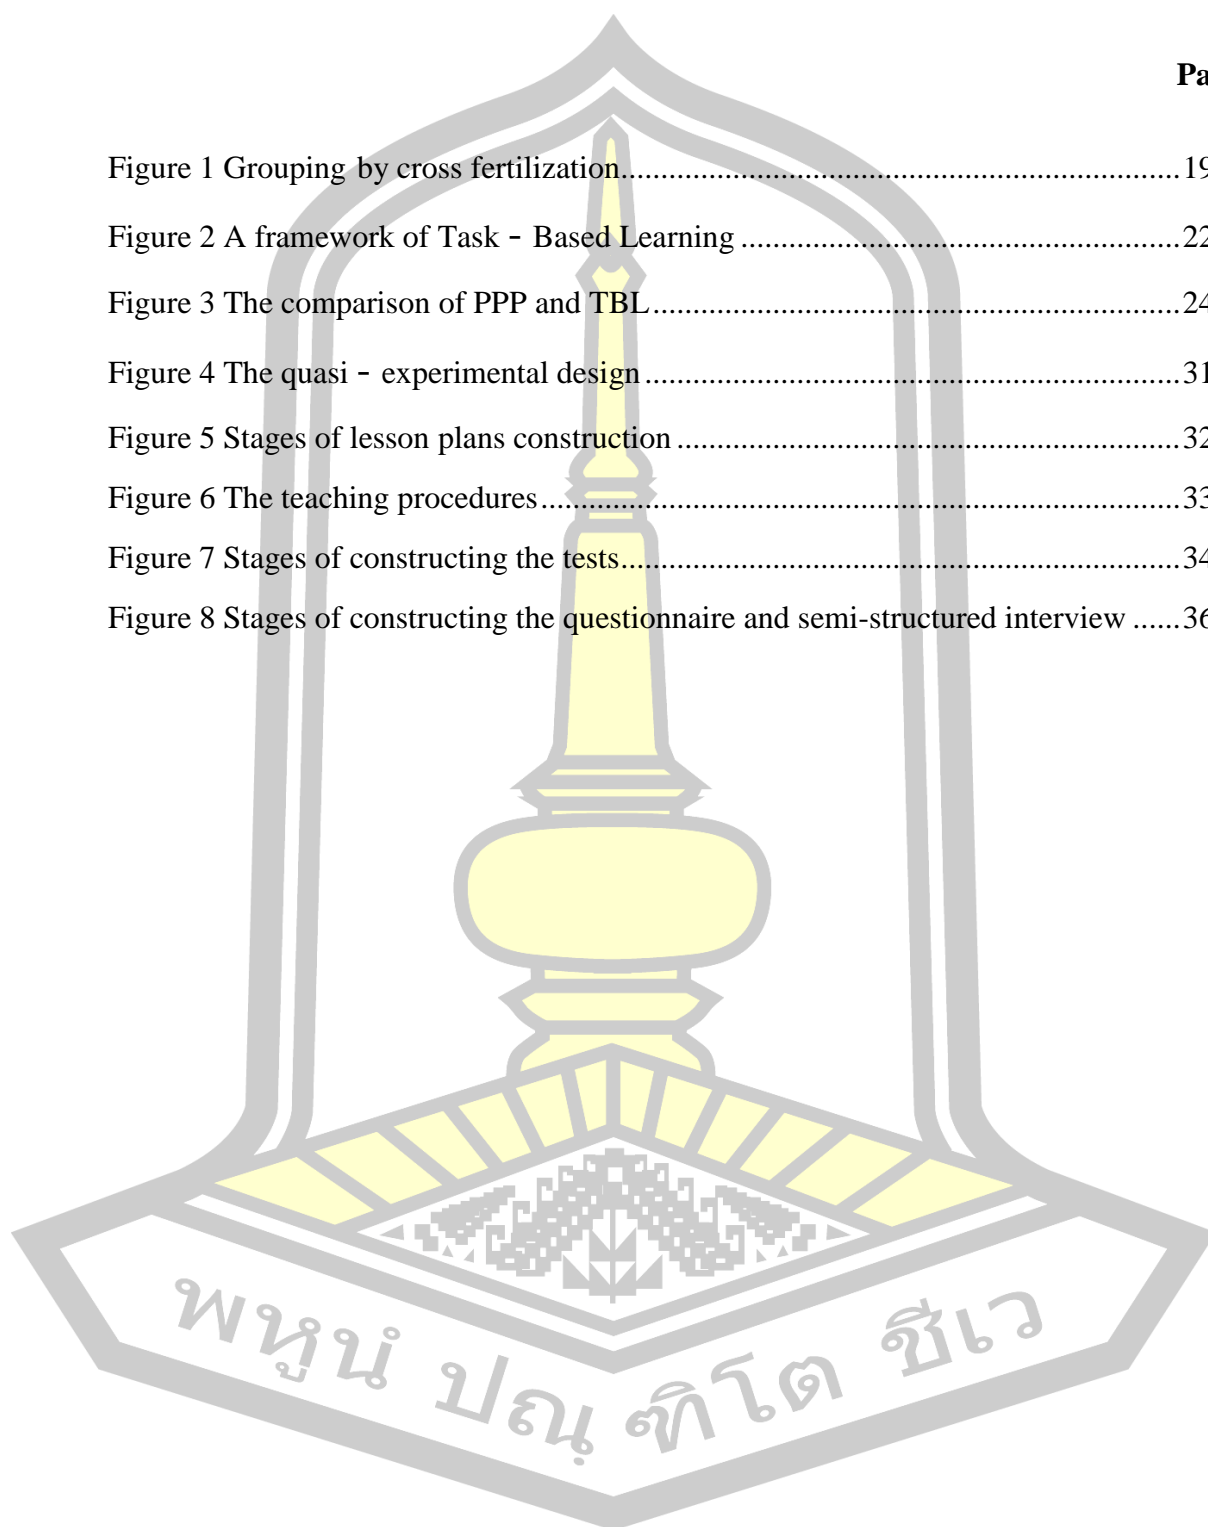 Pa
Figure 1 Grouping by cross fertilization.....................................................................19
Figure 2 A framework of Task - Based Learning ......................................................22
Figure 3 The comparison of PPP and TBL.................................................................24
Figure 4 The quasi - experimental design ..................................................................31
Figure 5 Stages of lesson plans construction ..............................................................32
Figure 6 The teaching procedures...............................................................................33
Figure 7 Stages of constructing the tests.....................................................................34
Figure 8 Stages of constructing the questionnaire and semi-structured interview ......36
พหูนํ ปณฺฑิโต ชีเว